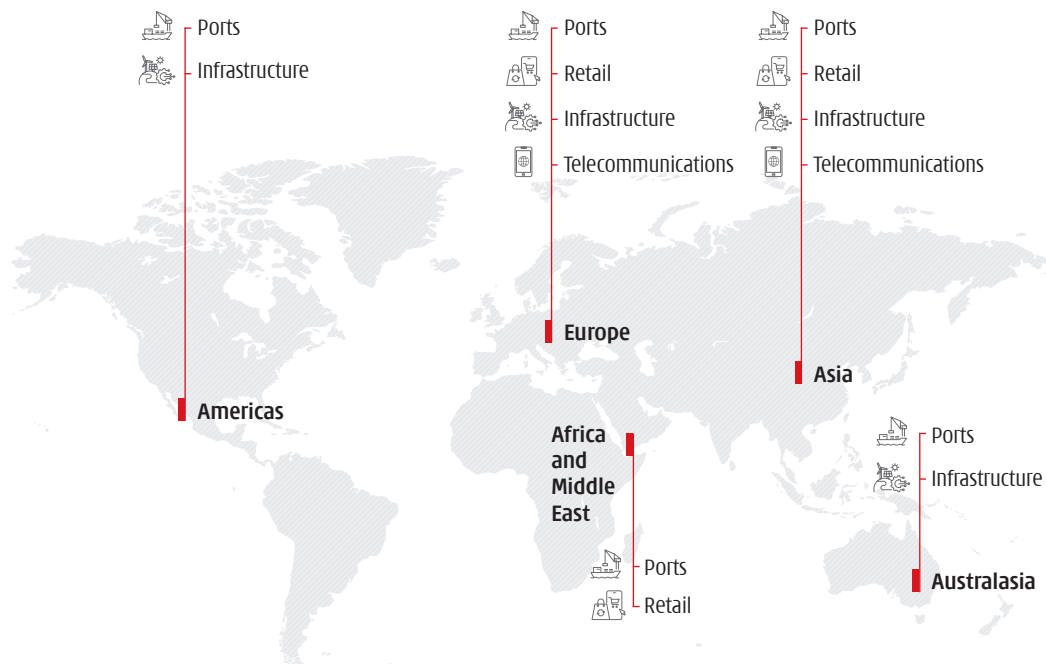 Ports
Infrastructure
Americas
Ports
Retail
Infrastructure
Telecommunications
Europe
Ports
Retail
Infrastructure
Telecommunications
Asia
Africa
and
Middle
East
Ports
Retail
Ports
Infrastructure
Australasia